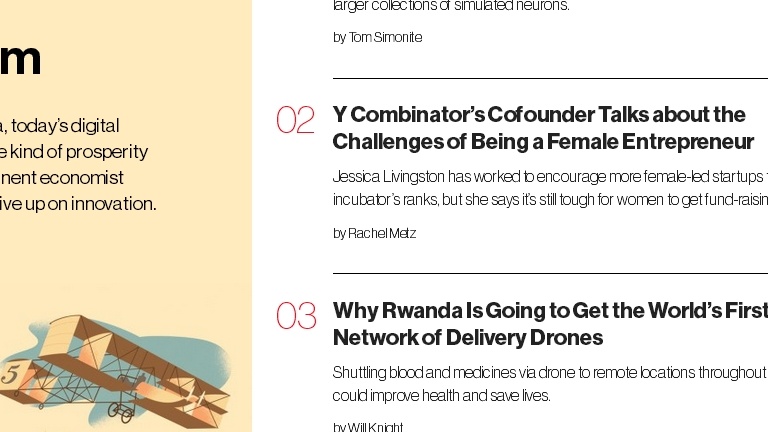 m
a, today's digital
e kind of prosperity
nent economist
ive up on innovation.
5
larger collections of simulated neurons.
by Tom Simonite
02
Y Combinator's Cofounder Talks about the
Challenges of Being a Female Entrepreneur
Jessica Livingston has worked to encourage more female-led startups
incubator's ranks, but she says it's still tough for women to get fund-raisin
by Rachel Metz
03
Why Rwanda Is Going to Get the World's First
Network of Delivery Drones
Shuttling blood and medicines via drone to remote locations throughout
could improve health and save lives.
by Will Knight